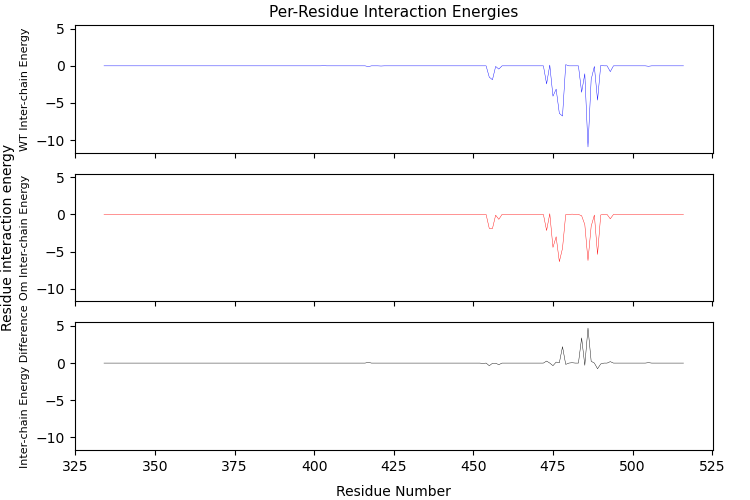 Per-Residue Interaction Energies
Residue interaction energy
WT Inter-chain Energy
5
0
−5
−10
Om Inter-chain Energy
5
0
−5
−10
Inter-chain Energy Difference
5
0
−5
−10
325 350 375 400 425 450 475 500 525
Residue Number